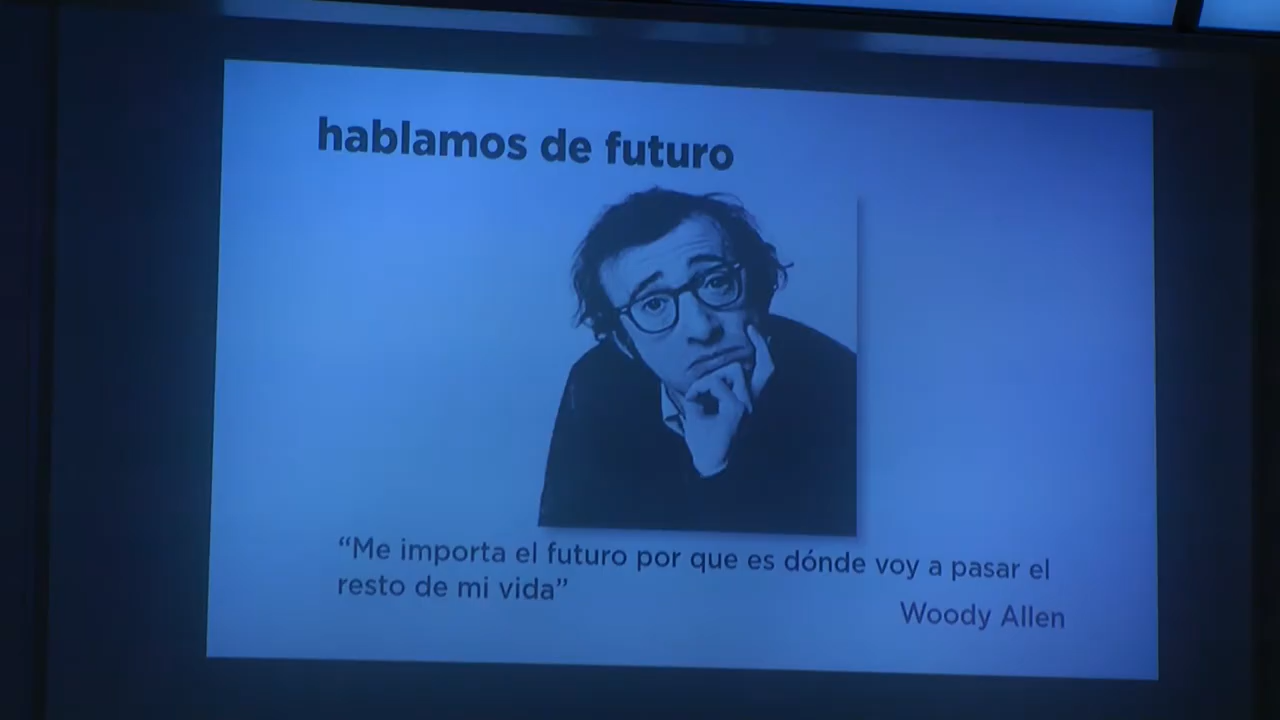 hablamos de futuro
“Me importa el futuro por que es dónde voy a pasar el
resto de mi vida”
Woody Allen